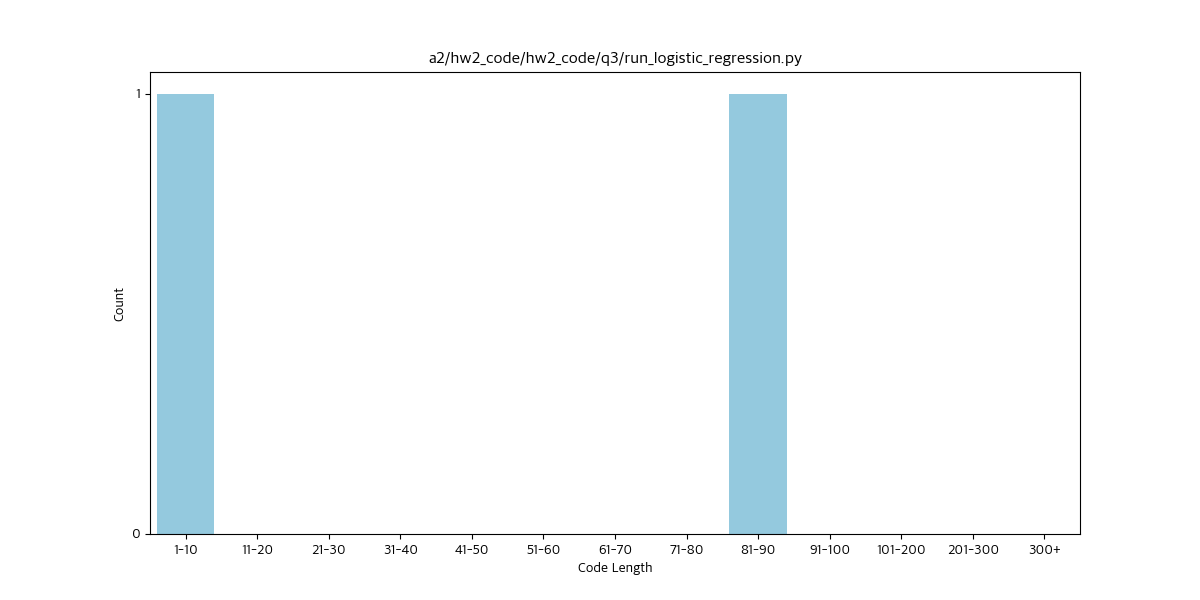 a2/hw2_code/hw2_code/q3/run_logistic_regression.py
1
Count
0
1-10 11-20 21-30 31-40 41-50 51-60 61-70 71-80 81-90 91-100 101-200 201-300 300+
Code Length